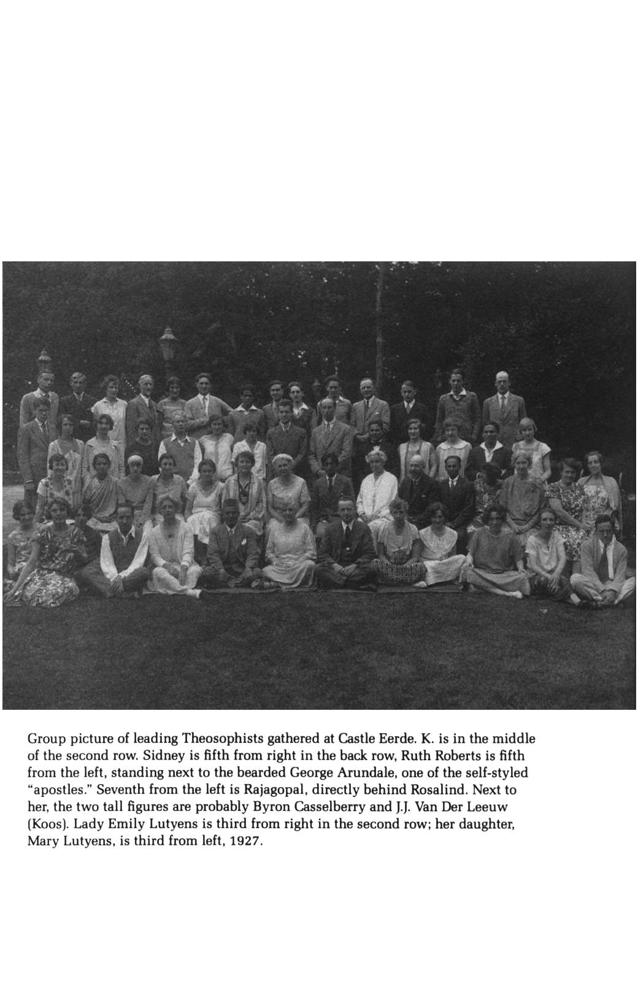 Group picture of leading Theosophists gathered at Castle Eerde. K. is in the middle
of the second row. Sidney is fifth from right in the back row, Ruth Roberts is fifth
from the left, standing next to the bearded George Arundale, one of the self-styled
“apostles.” Seventh from the left is Rajagopal, directly behind Rosalind. Next to
her, the two tall figures are probably Byron Casselberry and J.J. Van Der Leeuw
(Koos). Lady Emily Lutyens is third from right in the second row; her daughter,
Mary Lutyens, is third from left, 1927.